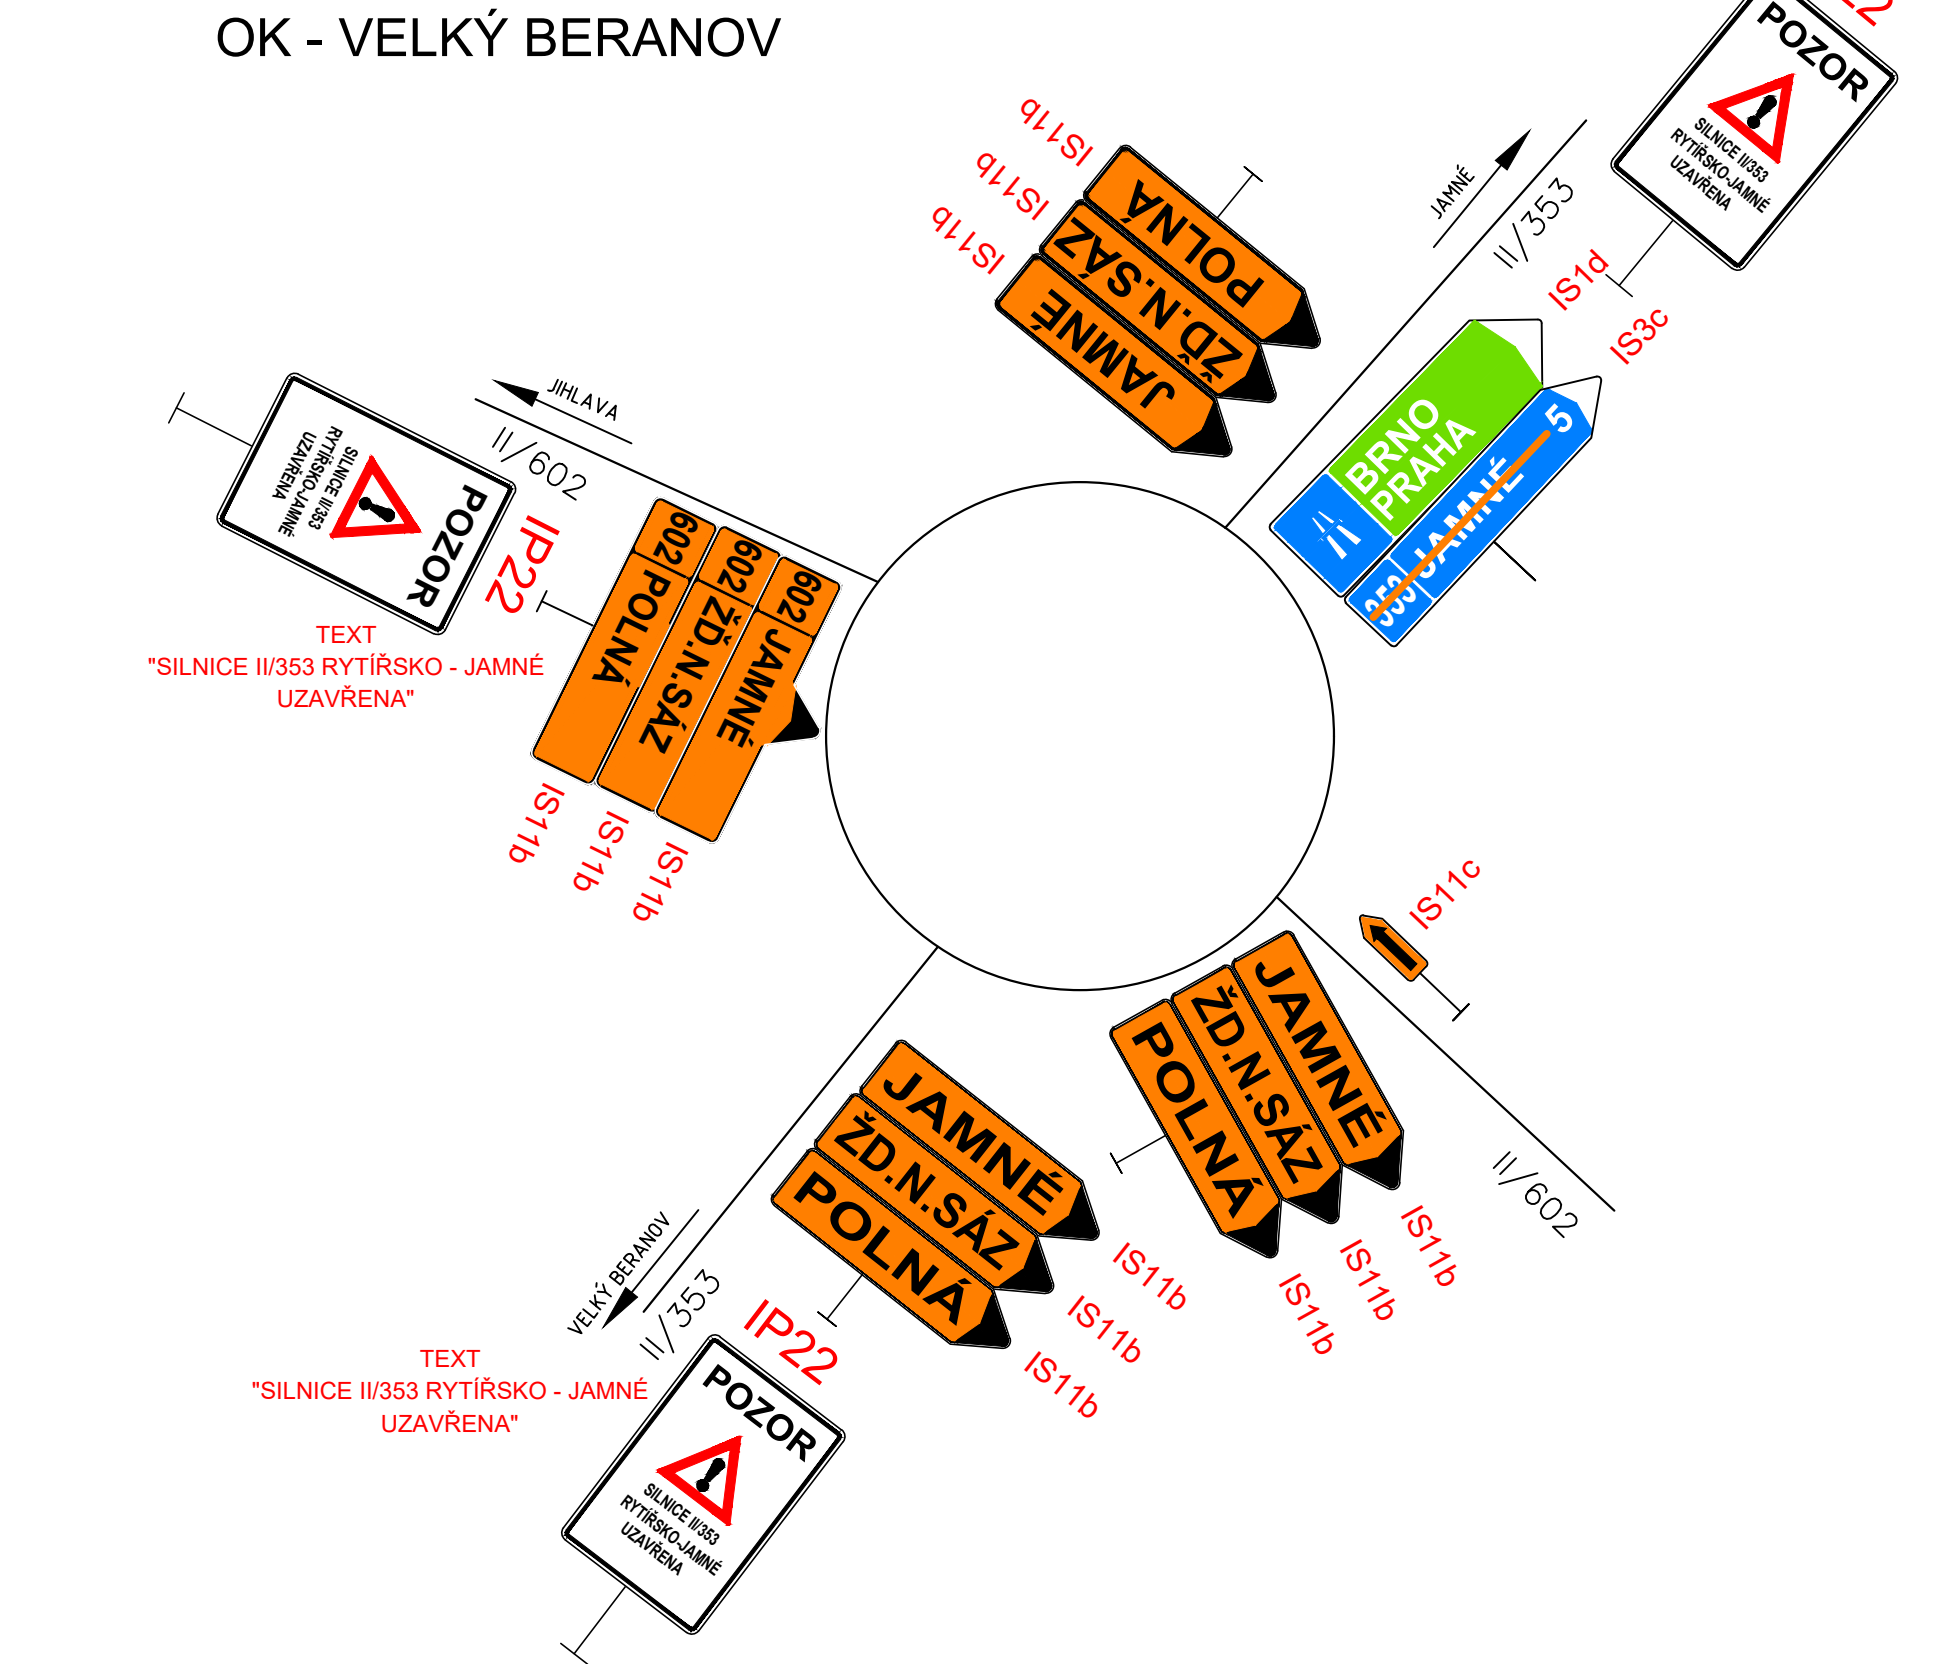 OK - VELKÝ BERANOV
22
POZOR
SILNICE II/353
RYTÍŘSKO-JAMNÉ
UZAVŘENA
JAMNÉ
II/353
IS1d
IS3c
BRNO
PRAHA
353 JAMNÉ 5
IS11b
IS11b
IS11b
POLNÁ
ŽĎ.N.SÁZ
JAMNÉ
JIHLAVA
II/602
POZOR
SILNICE II/353
RYTÍŘSKO-JAMNÉ
UZAVŘENA
IP22
TEXT
"SILNICE II/353 RYTÍŘSKO - JAMNÉ
UZAVŘENA"
602 POLNÁ
602 ŽĎ.N.SÁZ
602 JAMNÉ
IS11b
IS11b
IS11b
IS11c
JAMNÉ
ŽD.N.SÁZ
POLNÁ
IS11b
IS11b
IS11b
II/602
JAMNÉ
ŽD.N.SÁZ
POLNÁ
IS11b
IS11b
IS11b
VELKÝ BERANOV
II/353
IP22
TEXT
"SILNICE II/353 RYTÍŘSKO - JAMNÉ
UZAVŘENA"
POZOR
SILNICE II/353
RYTÍŘSKO-JAMNÉ
UZAVŘENA